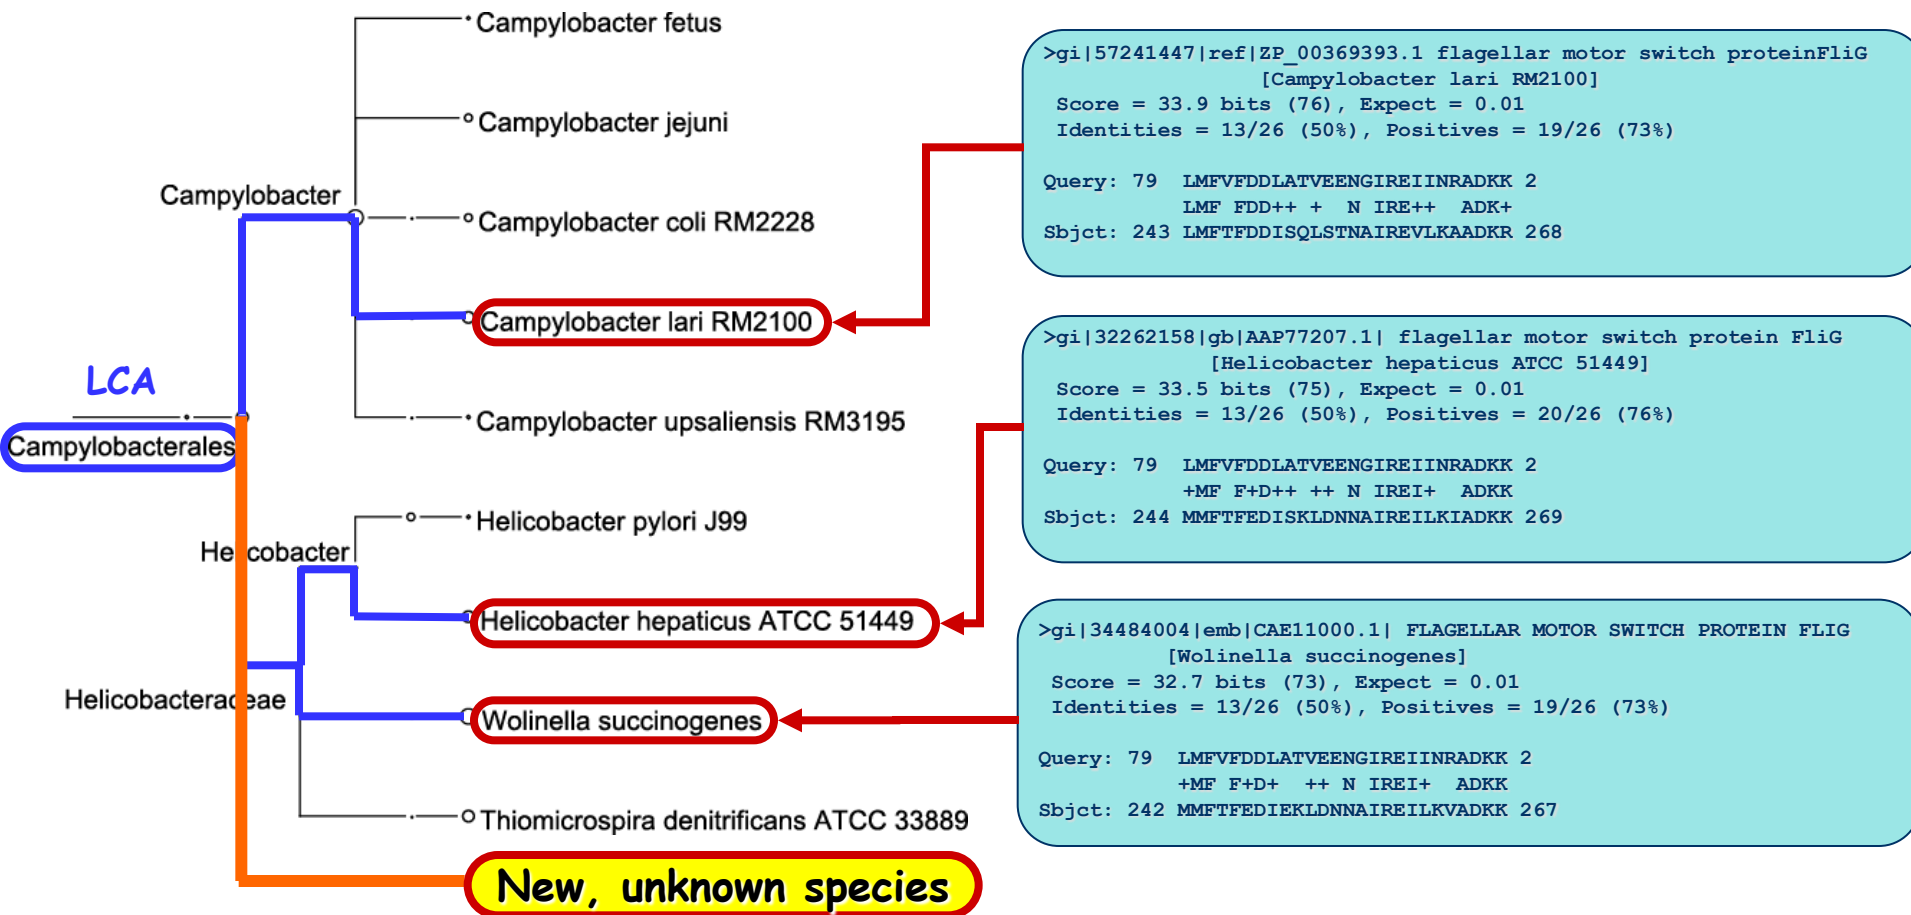 Campylobacter fetus
Campylobacter jejuni
Campylobacter
Campylobacter coli RM2228
Campylobacter lari RM2100
LCA
Campylobacterales
Campylobacter upsaliensis RM3195
Helicobacter pylori J99
Helicobacter
Helicobacter hepaticus ATCC 51449
Helicobacteraceae
Wolinella succinogenes
Thiomicrospira denitrificans ATCC 33889
New, unknown species
>gi|57241447|ref|ZP_00369393.1 flagellar motor switch proteinFliG
[Campylobacter lari RM2100]
Score = 33.9 bits (76), Expect = 0.01
Identities = 13/26 (50%), Positives = 19/26 (73%)
Query: 79 LMFVFDDLATVEENGIREIINRADKK 2
LMF FDD++ + N IRE++ ADK+
Sbjct: 243 LMFTFDDISQLSTNAIREVLKAADKR 268
>gi|32262158|gb|AAP77207.1| flagellar motor switch protein FliG
[Helicobacter hepaticus ATCC 51449]
Score = 33.5 bits (75), Expect = 0.01
Identities = 13/26 (50%), Positives = 20/26 (76%)
Query: 79 LMFVFDDLATVEENGIREIINRADKK 2
+MF F+D++ ++ N IREI+ ADKK
Sbjct: 244 MMFTFEDISKLDNNAIREILKIADKK 269
>gi|34484004|emb|CAE11000.1| FLAGELLAR MOTOR SWITCH PROTEIN FLIG
[Wolinella succinogenes]
Score = 32.7 bits (73), Expect = 0.01
Identities = 13/26 (50%), Positives = 19/26 (73%)
Query: 79 LMFVFDDLATVEENGIREIINRADKK 2
+MF F+D+ ++ N IREI+ ADKK
Sbjct: 242 MMFTFEDIEKLDNNAIREILKVADKK 267